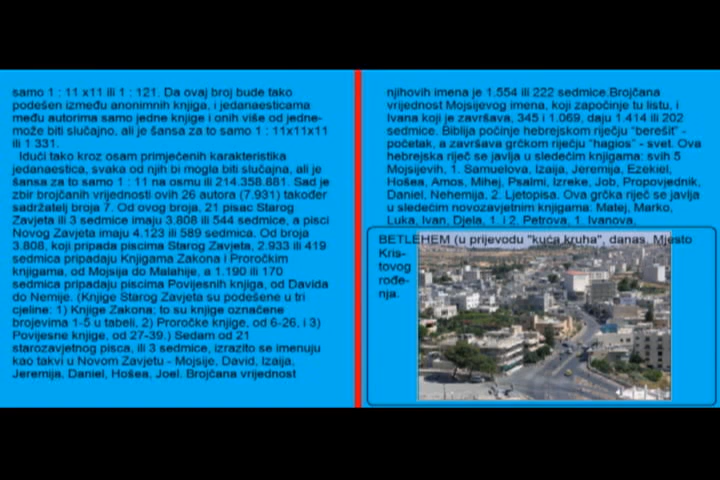 samo 1 : 11 x11 ili 1 : 121. Da ovaj broj bude tako
podešen između anonimnih knjiga, i jedanaesticama
među autorima samo jedne knjige i onih više od jedne-
može biti slučajno, ali je šansa za to samo 1 : 11x11x11
ili 1 331.
Idući tako kroz osam primjećenih karakteristika
jedanaestica, svaka od njih bi mogla biti slučajna, ali je
šansa za to samo 1 : 11 na osmu ili 214.358.881. Sad je
zbir brojčanih vrijednosti ovih 26 autora (7.931) također
sadržatelj broja 7. Od ovog broja, 21 pisac Starog
Zavjeta ili 3 sedmice imaju 3.808 ili 544 sedmice, a pisci
Novog Zavjeta imaju 4.123 ili 589 sedmica. Od broja
3.808, koji pripada piscima Starog Zavjeta, 2.933 ili 419
sedmica pripadaju Knjigama Zakona i Proročkim
knjigama, od Mojsija do Malahije, a 1.190 ili 170
sedmica pripadaju piscima Povijesnih knjiga, od Davida
do Nemije. (Knjige Starog Zavjeta su podešene u tri
cjeline: 1) Knjige Zakona: to su knjige označene
brojevima 1-5 u tabeli, 2) Proročke knjige, od 6-26, i 3)
Povijesne knjige, od 27-39.) Sedam od 21
starozavjetnog pisca, ili 3 sedmice, izrazito se imenuju
kao takvi u Novom Zavjetu - Mojsije, David, Izaija,
Jeremija, Daniel, Hošea, Joel. Brojčana vrijednost
njihovih imena je 1.554 ili 222 sedmice.Brojčana
vrijednost Mojsijevog imena, koji započinje tu listu, i
Ivana koji je završava, 345 i 1.069, daju 1.414 ili 202
sedmice. Biblija počinje hebrejskom riječju "berešit" -
početak, a završava grčkom riječju "hagios" - svet. Ova
hebrejska riječ se javlja u sledećim knjigama: svih 5
Mojsijevih, 1. Samuelova, Izaija, Jeremija, Ezekiel,
Hošea, Amos, Mihej, Psalmi, Izreke, Job, Propovjednik,
Daniel, Nehemija, 2. Ljetopisa. Ova grčka riječ se javlja
u sledećim novozavjetnim knjigama: Matej, Marko,
Luka, Ivan, Djela, 1. i 2. Petrova, 1. Ivanova,
BETLEHEM (u prijevodu "kuća kruha", danas. Mjesto
Kris-
tovog
rođe-
nja.